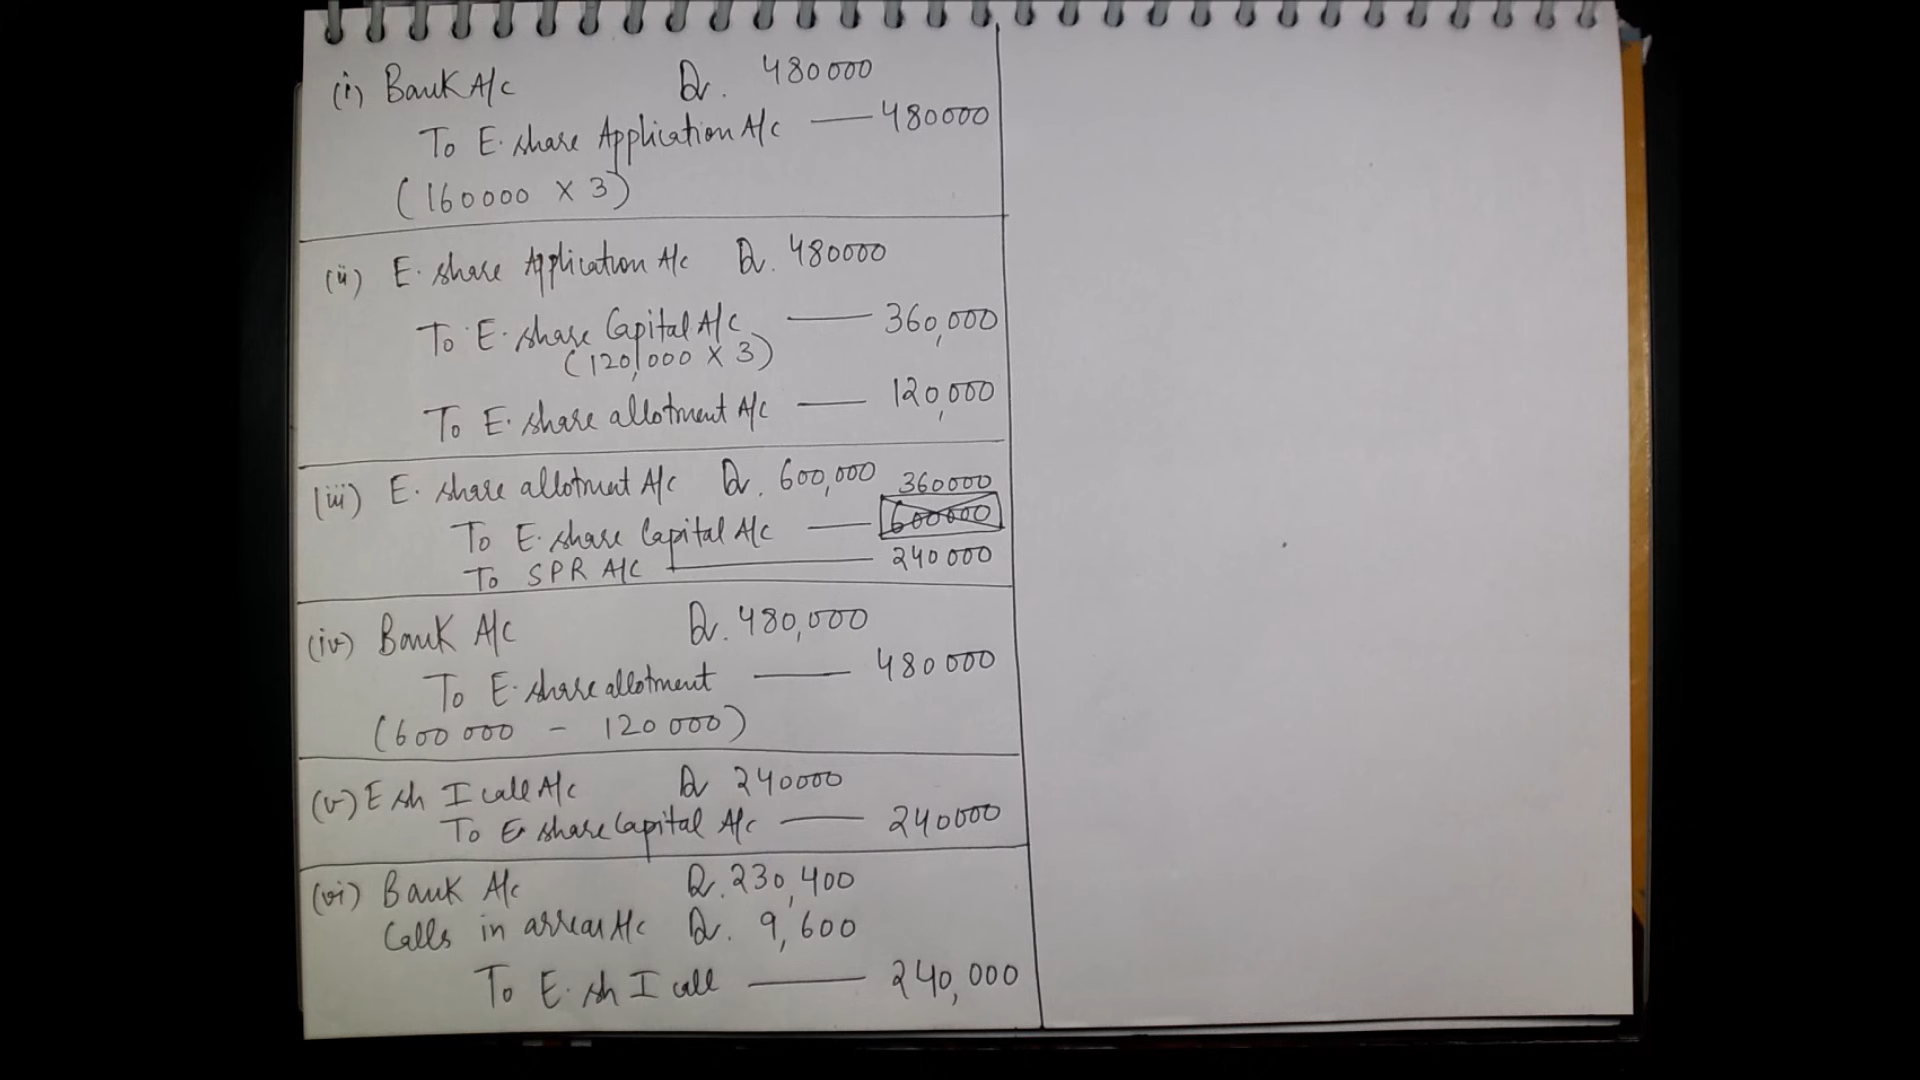 (i) Bank A/c Dr. 480000
To E. share Application A/c — 480000
(160000 x 3)
(ii) E. share Application A/c Dr. 480000
To E. share Capital A/c — 360,000
(120,000 x 3)
To E. share allotment A/c — 120,000
(iii) E. share allotment A/c Dr. 600,000 360000
To E. share Capital A/c — 600000
To SPR A/c — 240000
(iv) Bank A/c Dr. 480,000
To E. share allotment — 480000
(600000 - 120000)
(v) E sh I call A/c Dr 240000
To E share Capital A/c — 240000
(vi) Bank A/c Dr. 230,400
Calls in arrear A/c Dr. 9,600
To E. sh I call — 240,000